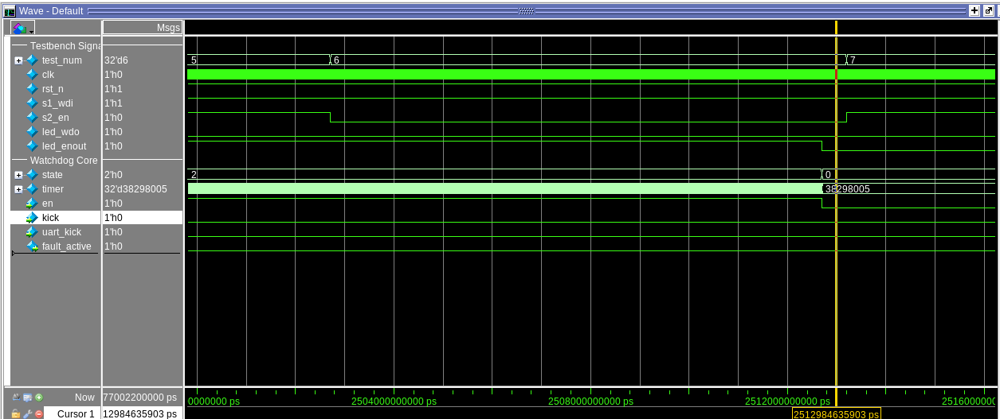 Wave - Default
Msgs
Testbench Signa
test_num 32'd6 5 6 7
clk 1'h0
rst_n 1'h1
s1_wdi 1'h1
s2_en 1'h0
led_wdo 1'h0
led_enout 1'h0
Watchdog Core
state 2'h0 2 0
timer 32'd38298005 38298005
en 1'h0
kick 1'h0
uart_kick 1'h0
fault_active 1'h0
Now 77002200000 ps 0000000 ps 2504000000000 ps 2508000000000 ps 2512000000000 ps 2516000000
Cursor 1 12984635903 ps 2512984635903 ps